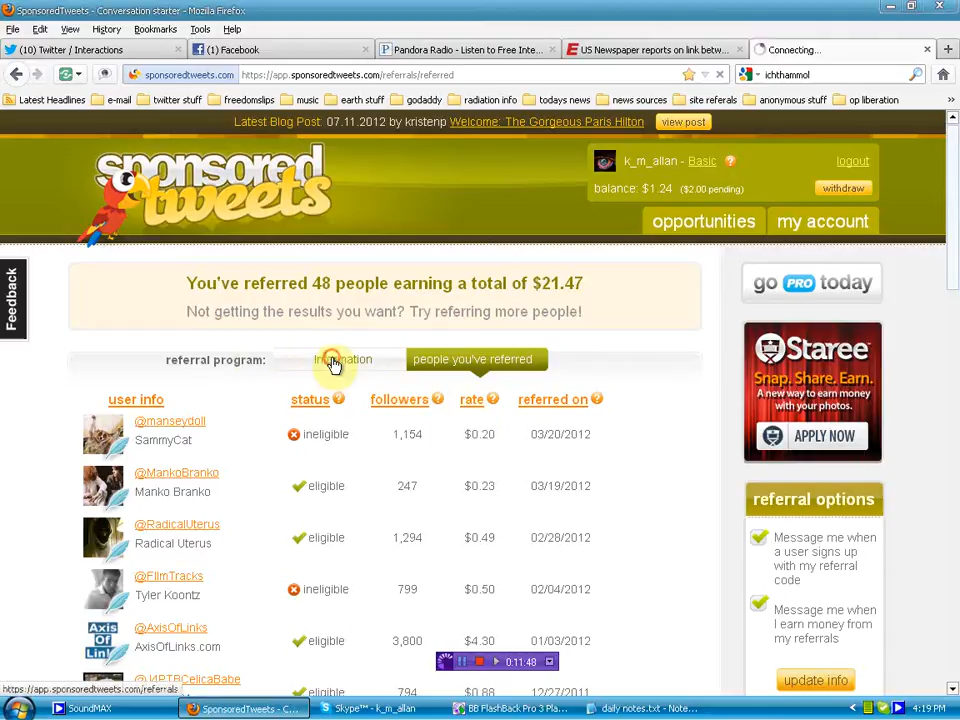 SponsoredTweets - Conversation starter - Mozilla Firefox
File Edit View History Bookmarks Tools Help
(10) Twitter / Interactions × (1) Facebook × Pandora Radio - Listen to Free Inte... × US Newspaper reports on link betw... × Connecting... ×
sponsoredtweets.com https://app.sponsoredtweets.com/referrals/referred ichthammol
Latest Headlines e-mail twitter stuff freedomslips music earth stuff godaddy radiation info todays news news sources site referals anonymous stuff op liberation »
Latest Blog Post: 07.11.2012 by kristenp Welcome: The Gorgeous Paris Hilton view post
sponsored
tweets
k_m_allan - Basic ? logout
balance: $1.24 ($2.00 pending) withdraw
opportunities my account
Feedback
You've referred 48 people earning a total of $21.47
Not getting the results you want? Try referring more people!
go PRO today
referral program: information people you've referred
Staree
Snap. Share. Earn.
A new way to earn money
with your photos.
APPLY NOW
user info status ? followers ? rate ? referred on ?
@manseydoll
SammyCat ineligible 1,154 $0.20 03/20/2012
@MankoBranko
Manko Branko eligible 247 $0.23 03/19/2012
@RadicalUterus
Radical Uterus eligible 1,294 $0.49 02/28/2012
@FIlmTracks
Tyler Koontz ineligible 799 $0.50 02/04/2012
Axis
Of
Link
@AxisOfLinks
AxisOfLinks.com eligible 3,800 $4.30 01/03/2012
eligible 794 $0.88 12/27/2011
referral options
Message me when
a user signs up
with my referral
code
Message me when
I earn money from
my referrals
update info
0:11:48
https://app.sponsoredtweets.com/referrals
SoundMAX SponsoredTweets - C... Skype™ - k_m_allan BB FlashBack Pro 3 Pla... daily notes.txt - Note... 4:19 PM